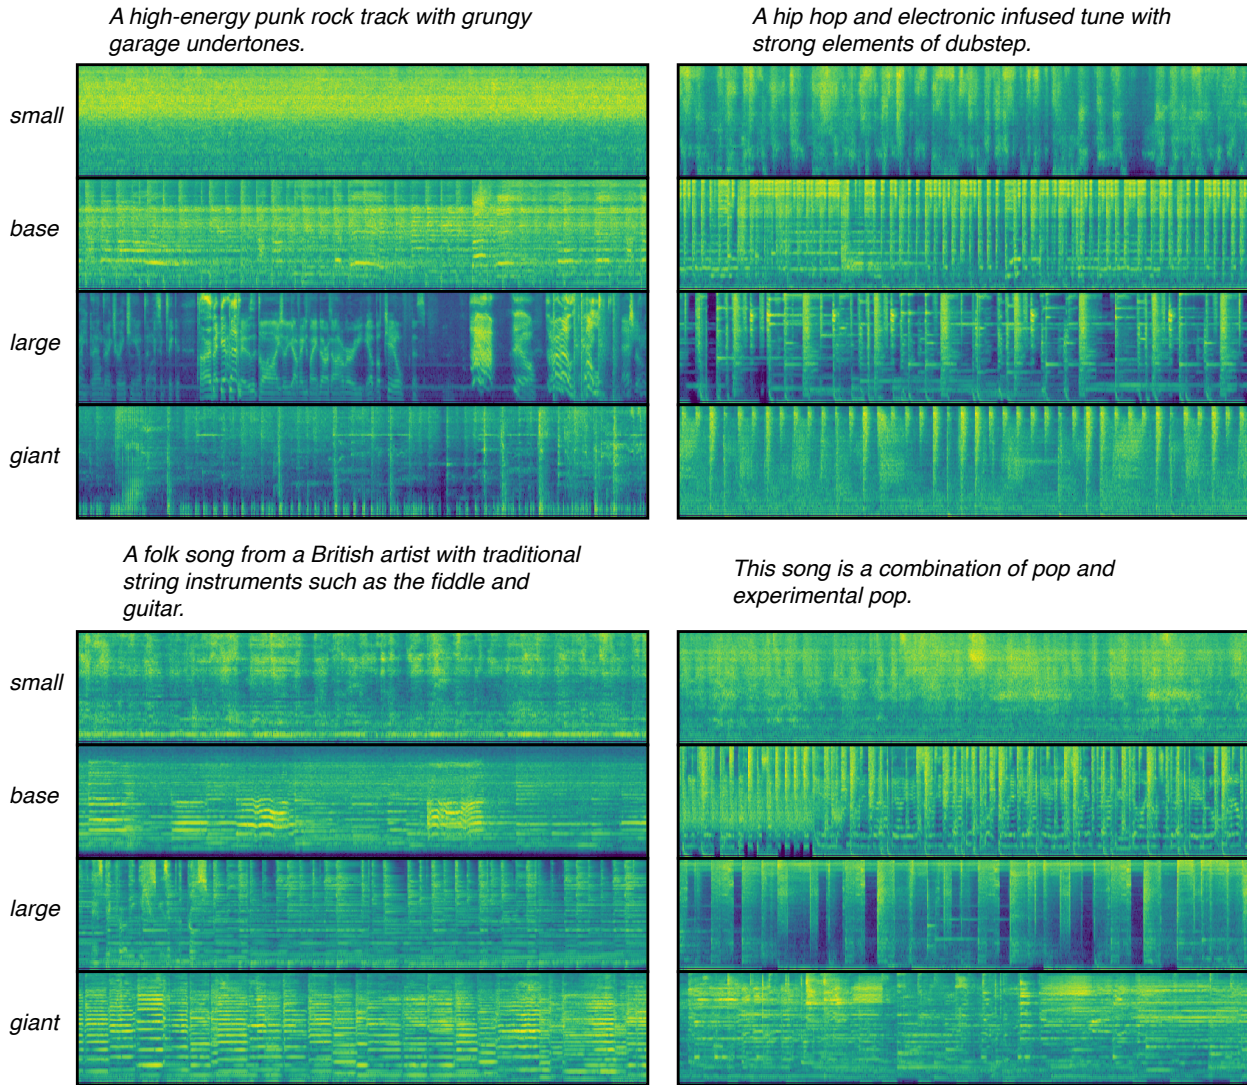 A high-energy punk rock track with grungy
garage undertones.
A hip hop and electronic infused tune with
strong elements of dubstep.
small
base
large
giant
A folk song from a British artist with traditional
string instruments such as the fiddle and
guitar.
This song is a combination of pop and
experimental pop.
small
base
large
giant